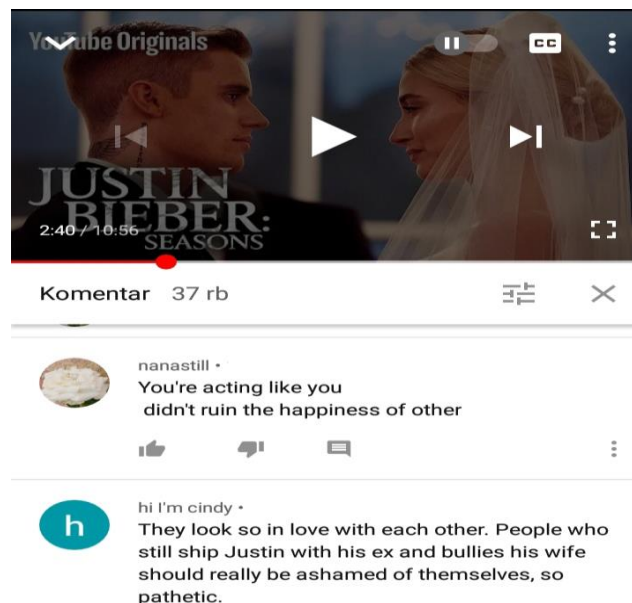 YouTube Originals
CC
JUSTIN
BIEBER:
SEASONS
2:40 / 10:56
Komentar 37 rb
nanastill •
You're acting like you
didn't ruin the happiness of other
h
hi I'm cindy •
They look so in love with each other. People who
still ship Justin with his ex and bullies his wife
should really be ashamed of themselves, so
pathetic.